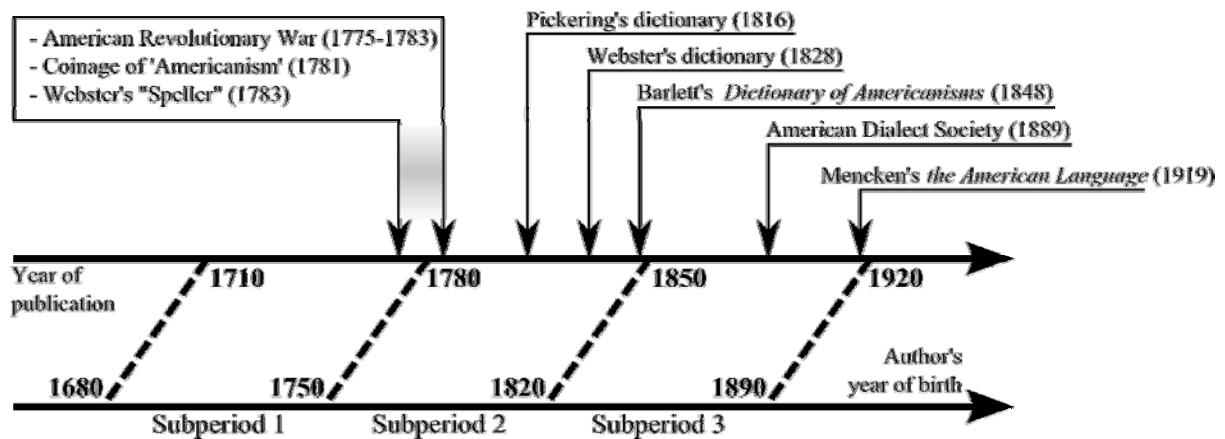 - American Revolutionary War (1775-1783)
- Coinage of 'Americanism' (1781)
- Webster's "Speller" (1783)
Pickering's dictionary (1816)
Webster's dictionary (1828)
Barlett's Dictionary of Americanisms (1848)
American Dialect Society (1889)
Mencken's the American Language (1919)
Year of
publication
1710
1780
1850
1920
1680
1750
1820
1890
Author's
year of birth
Subperiod 1
Subperiod 2
Subperiod 3